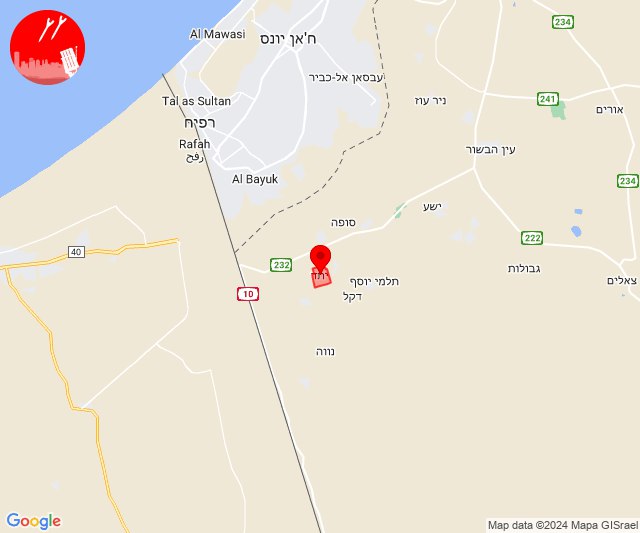 Al Mawasi
ח'אן יונס
עבסאן אל-כביר
Tal as Sultan
רפיח
Rafah
رفح
Al Bayuk
ניר עוז
241
אורים
עין הבשור
234
234
ישע
סופה
222
40
232
10
יתד
תלמי יוסף
דקל
גבולות
צאלים
נווה
Google
Map data ©2024 Mapa GISrael